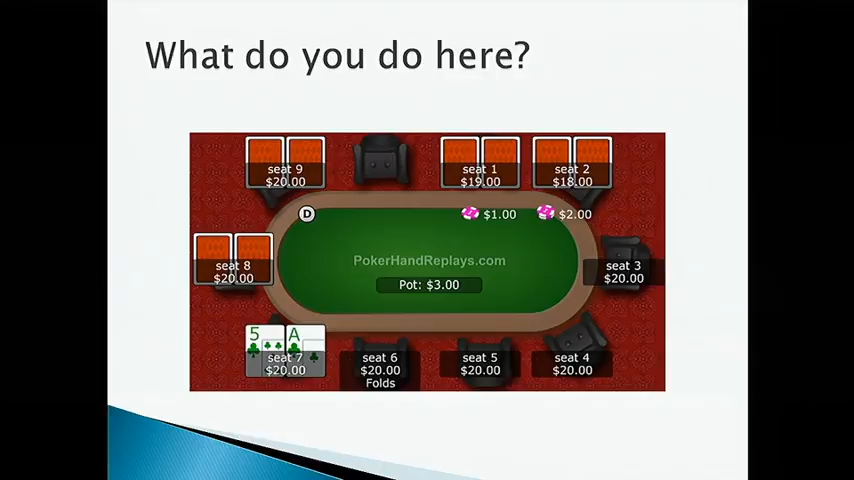 What do you do here?
seat 9
$20.00
seat 1
$19.00
seat 2
$18.00
D
$1.00
$2.00
PokerHandReplays.com
Pot: $3.00
seat 8
$20.00
seat 3
$20.00
5
A
seat 7
$20.00
seat 6
$20.00
Folds
seat 5
$20.00
seat 4
$20.00